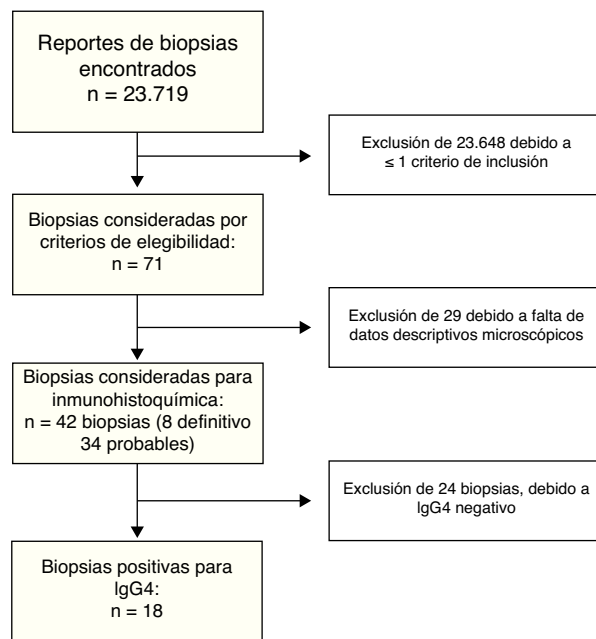 Reportes de biopsias
encontrados
n = 23.719
Exclusión de 23.648 debido a
≤ 1 criterio de inclusión
Biopsias consideradas por
criterios de elegibilidad:
n = 71
Exclusión de 29 debido a falta de
datos descriptivos microscópicos
Biopsias consideradas para
inmunohistoquímica:
n = 42 biopsias (8 definitivo
34 probables)
Exclusión de 24 biopsias, debido a
IgG4 negativo
Biopsias positivas para
IgG4:
n = 18